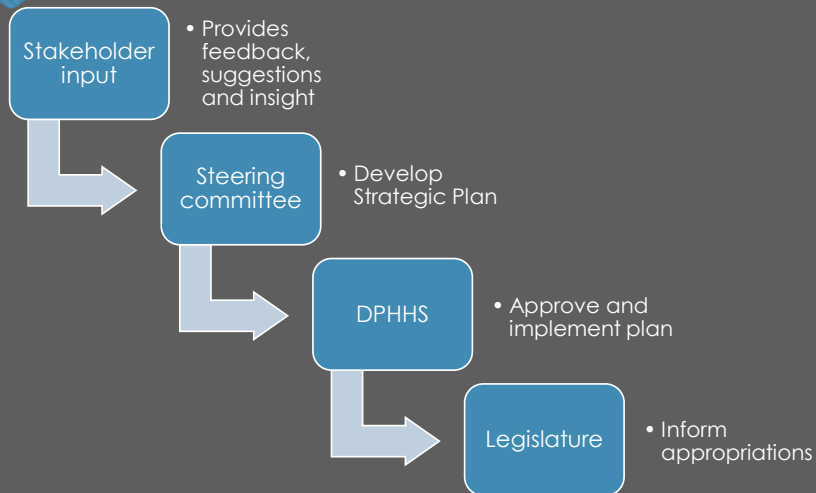 Stakeholder
input
• Provides
feedback,
suggestions
and insight
Steering
committee
• Develop
Strategic Plan
DPHHS
• Approve and
implement plan
Legislature
• Inform
appropriations